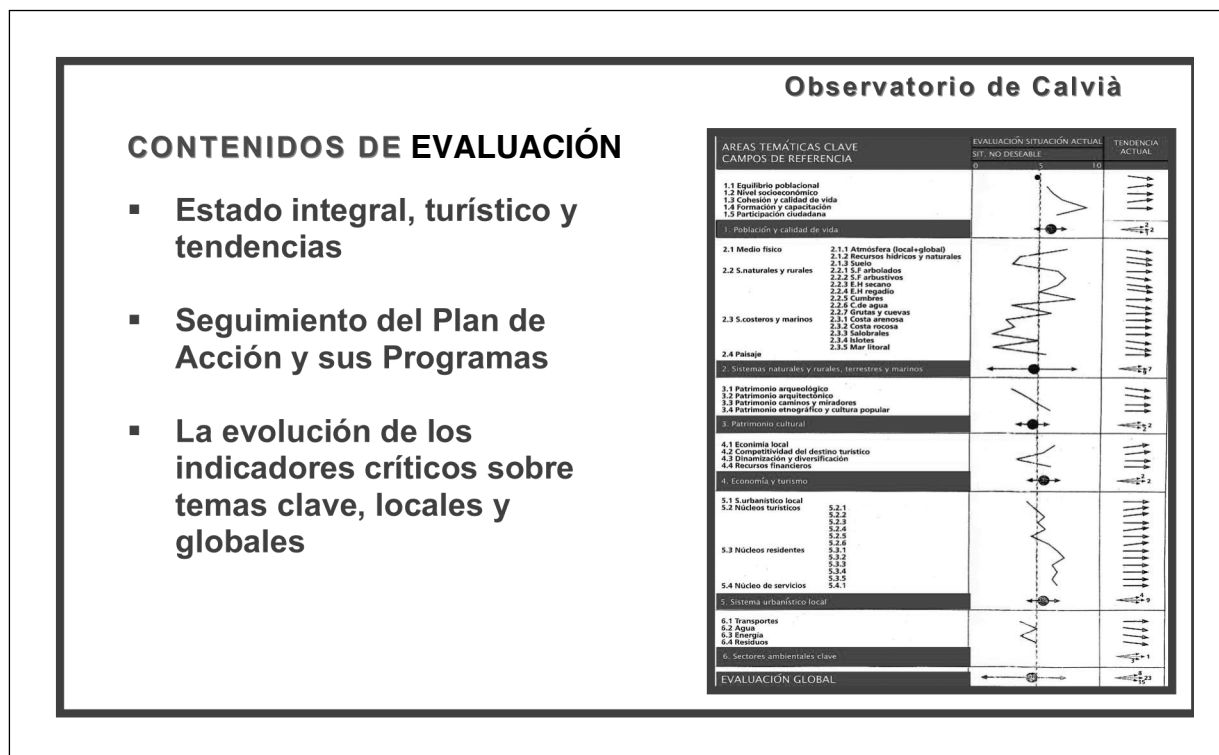 Observatorio de Calvià
CONTENIDOS DE EVALUACIÓN
▪ Estado integral, turístico y
tendencias
▪ Seguimiento del Plan de
Acción y sus Programas
▪ La evolución de los
indicadores críticos sobre
temas clave, locales y
globales
AREAS TEMÁTICAS CLAVE
CAMPOS DE REFERENCIA
EVALUACIÓN SITUACIÓN ACTUAL
SIT. NO DESEABLE
0 5 10
TENDENCIA
ACTUAL
1.1 Equilibrio poblacional
1.2 Nivel socioeconómico
1.3 Cohesión y calidad de vida
1.4 Formación y capacitación
1.5 Participación ciudadana
1. Población y calidad de vida
2.1 Medio físico 2.1.1 Atmósfera (local+global)
2.1.2 Recursos hídricos y naturales
2.1.3 Suelo
2.2 S.naturales y rurales 2.2.1 S.F arbolados
2.2.2 S.F arbustivos
2.2.3 E.H secano
2.2.4 E.H regadío
2.2.5 Cumbres
2.2.6 C.de agua
2.2.7 Grutas y cuevas
2.3 S.costeros y marinos 2.3.1 Costa arenosa
2.3.2 Costa rocosa
2.3.3 Salobrales
2.3.4 Islotes
2.3.5 Mar litoral
2.4 Paisaje
2. Sistemas naturales y rurales, terrestres y marinos
3.1 Patrimonio arqueológico
3.2 Patrimonio arquitectónico
3.3 Patrimonio caminos y miradores
3.4 Patrimonio etnográfico y cultura popular
3. Patrimonio cultural
4.1 Econimía local
4.2 Competitividad del destino turístico
4.3 Dinamización y diversificación
4.4 Recursos financieros
4. Economía y turismo
5.1 S.urbanístico local
5.2 Núcleos turísticos 5.2.1
5.2.2
5.2.3
5.2.4
5.2.5
5.2.6
5.3 Núcleos residentes 5.3.1
5.3.2
5.3.3
5.3.4
5.3.5
5.4 Núcleo de servicios 5.4.1
5. Sistema urbanístico local
4
9
6.1 Transportes
6.2 Agua
6.3 Energía
6.4 Residuos
6. Sectores ambientales clave
1
3
EVALUACIÓN GLOBAL
8
23
15